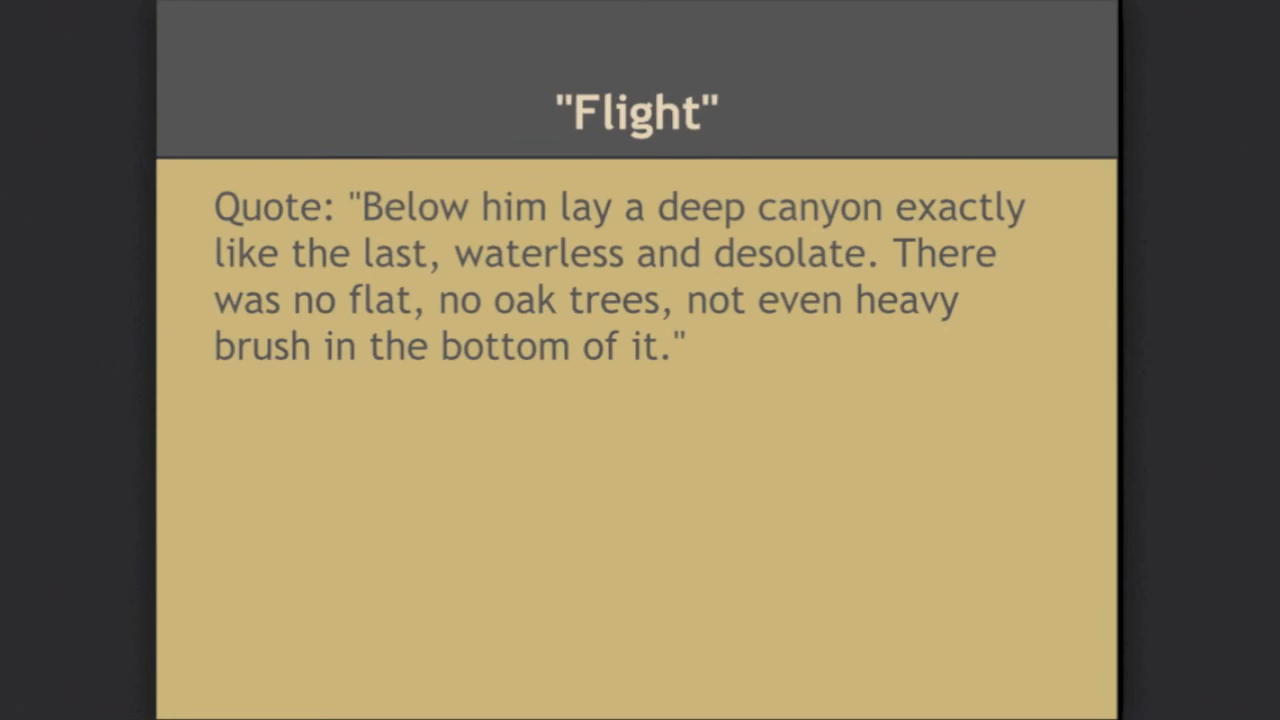 "Flight"
Quote: "Below him lay a deep canyon exactly
like the last, waterless and desolate. There
was no flat, no oak trees, not even heavy
brush in the bottom of it."